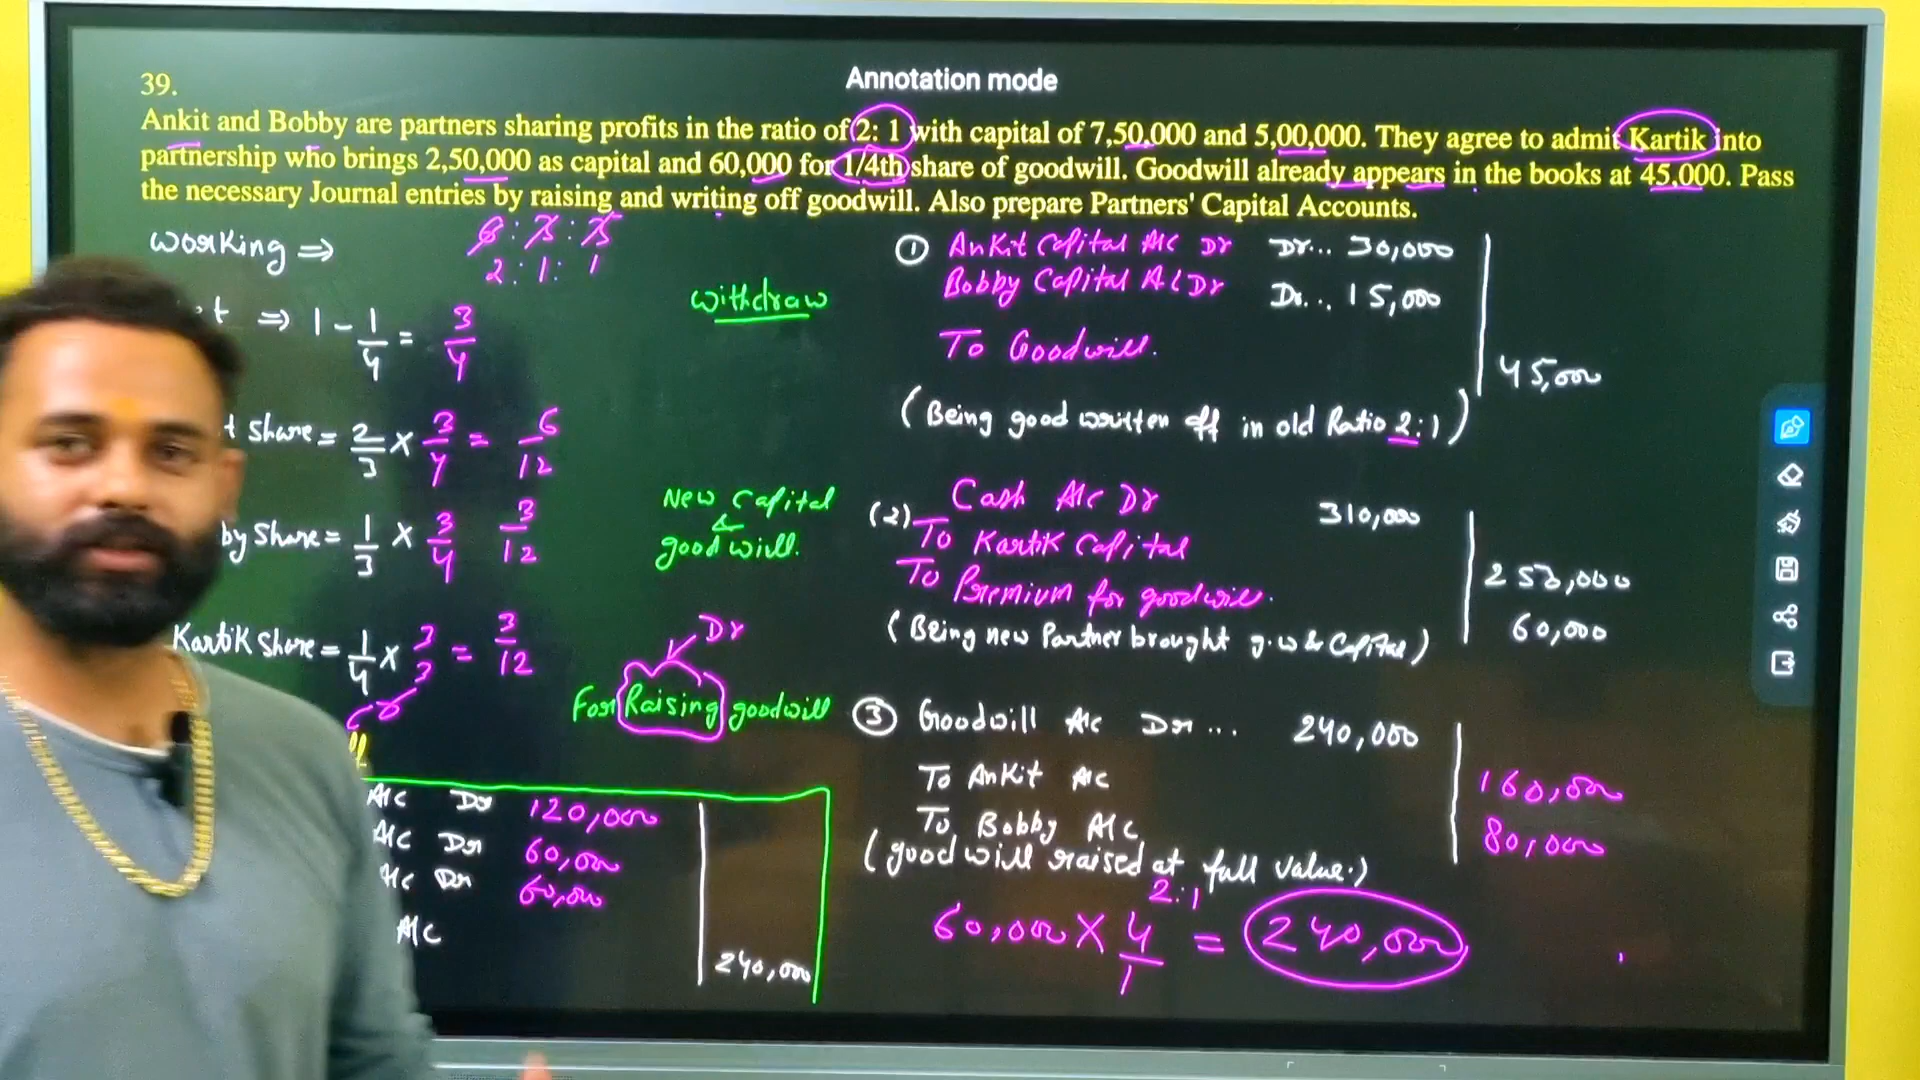 Annotation mode
39.
Ankit and Bobby are partners sharing profits in the ratio of 2: 1 with capital of 7,50,000 and 5,00,000. They agree to admit Kartik into
partnership who brings 2,50,000 as capital and 60,000 for 1/4th share of goodwill. Goodwill already appears in the books at 45,000. Pass
the necessary Journal entries by raising and writing off goodwill. Also prepare Partners' Capital Accounts.
Working ⇒
6 : 3 : 3
2 : 1 : 1
⇒ 1 - 1/4 = 3/4
t share = 2/3 × 3/4 = 6/12
by Share = 1/3 × 3/4 3/12
Kartik Share = 1/4 × 3/3 = 3/12
A/c Dr 120,000
A/c Dr 60,000
A/c Dr 60,000
A/c
240,000
withdraw
New Capital
&
good will.
Dr
For Raising goodwill
① Ankit Capital A/c Dr Dr... 30,000
Bobby Capital A/c Dr Dr... 15,000
To Goodwill.
45,000
(Being good written off in old Ratio 2:1)
(2) Cash A/c Dr 310,000
To Kartik Capital
250,000
To Premium for goodwill.
60,000
(Being new Partner brought g.w & Capital)
③ Goodwill A/c Dr... 240,000
To Ankit A/c 160,000
To Bobby A/c 80,000
(good will raised at full value.)
2:1
60,000 × 4/1 = 240,000